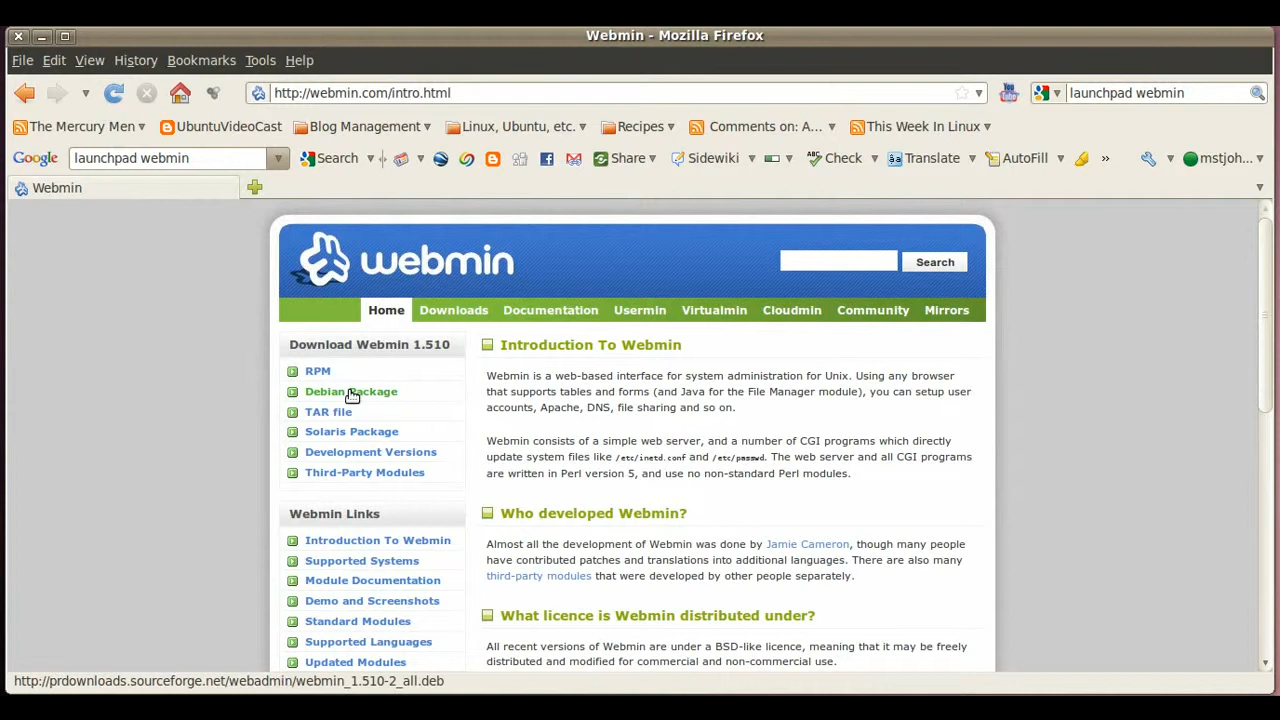 Webmin - Mozilla Firefox
File Edit View History Bookmarks Tools Help
http://webmin.com/intro.html
You Tube
launchpad webmin
The Mercury Men
UbuntuVideoCast
Blog Management
Linux, Ubuntu, etc.
Recipes
Comments on: A...
This Week In Linux
Google
launchpad webmin
Search
Share
Sidewiki
Check
Translate
AutoFill
mstjoh...
Webmin
webmin
Search
Home Downloads Documentation Usermin Virtualmin Cloudmin Community Mirrors
Download Webmin 1.510
RPM
Debian Package
TAR file
Solaris Package
Development Versions
Third-Party Modules
Webmin Links
Introduction To Webmin
Supported Systems
Module Documentation
Demo and Screenshots
Standard Modules
Supported Languages
Updated Modules
Introduction To Webmin
Webmin is a web-based interface for system administration for Unix. Using any browser
that supports tables and forms (and Java for the File Manager module), you can setup user
accounts, Apache, DNS, file sharing and so on.
Webmin consists of a simple web server, and a number of CGI programs which directly
update system files like /etc/inetd.conf and /etc/passwd. The web server and all CGI programs
are written in Perl version 5, and use no non-standard Perl modules.
Who developed Webmin?
Almost all the development of Webmin was done by Jamie Cameron, though many people
have contributed patches and translations into additional languages. There are also many
third-party modules that were developed by other people separately.
What licence is Webmin distributed under?
All recent versions of Webmin are under a BSD-like licence, meaning that it may be freely
distributed and modified for commercial and non-commercial use.
http://prdownloads.sourceforge.net/webadmin/webmin_1.510-2_all.deb